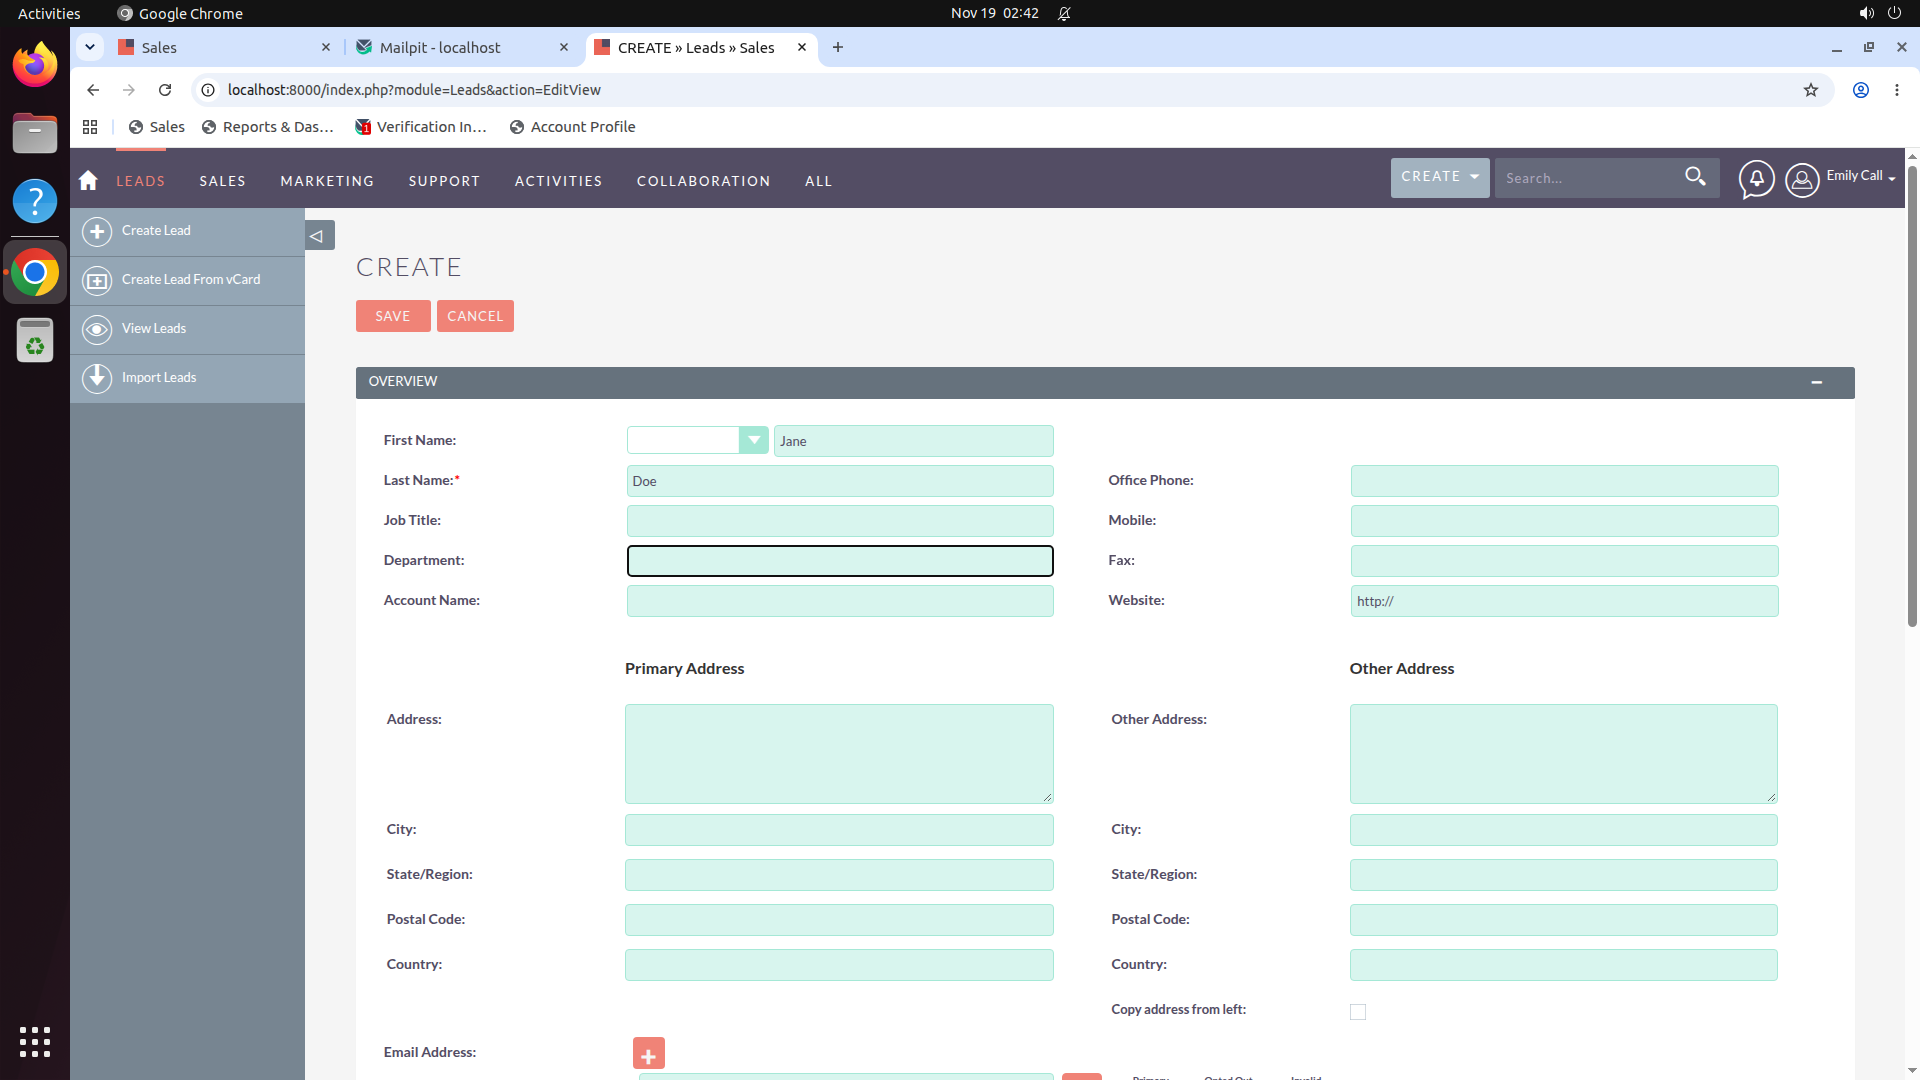 Activities
Google Chrome
Nov 19 02:42
Sales
Mailpit - localhost
CREATE » Leads » Sales
localhost:8000/index.php?module=Leads&action=EditView
Sales
Reports & Das…
Verification In…
Account Profile
LEADS
SALES
MARKETING
SUPPORT
ACTIVITIES
COLLABORATION
ALL
CREATE
Search...
Emily Call
Create Lead
Create Lead From vCard
View Leads
Import Leads
CREATE
SAVE
CANCEL
OVERVIEW
First Name:
Jane
Last Name:*
Doe
Office Phone:
Job Title:
Mobile:
Department:
Fax:
Account Name:
Website:
http://
Primary Address
Other Address
Address:
Other Address:
City:
City:
State/Region:
State/Region:
Postal Code:
Postal Code:
Country:
Country:
Copy address from left:
Email Address:
Primary
Opted Out
Invalid